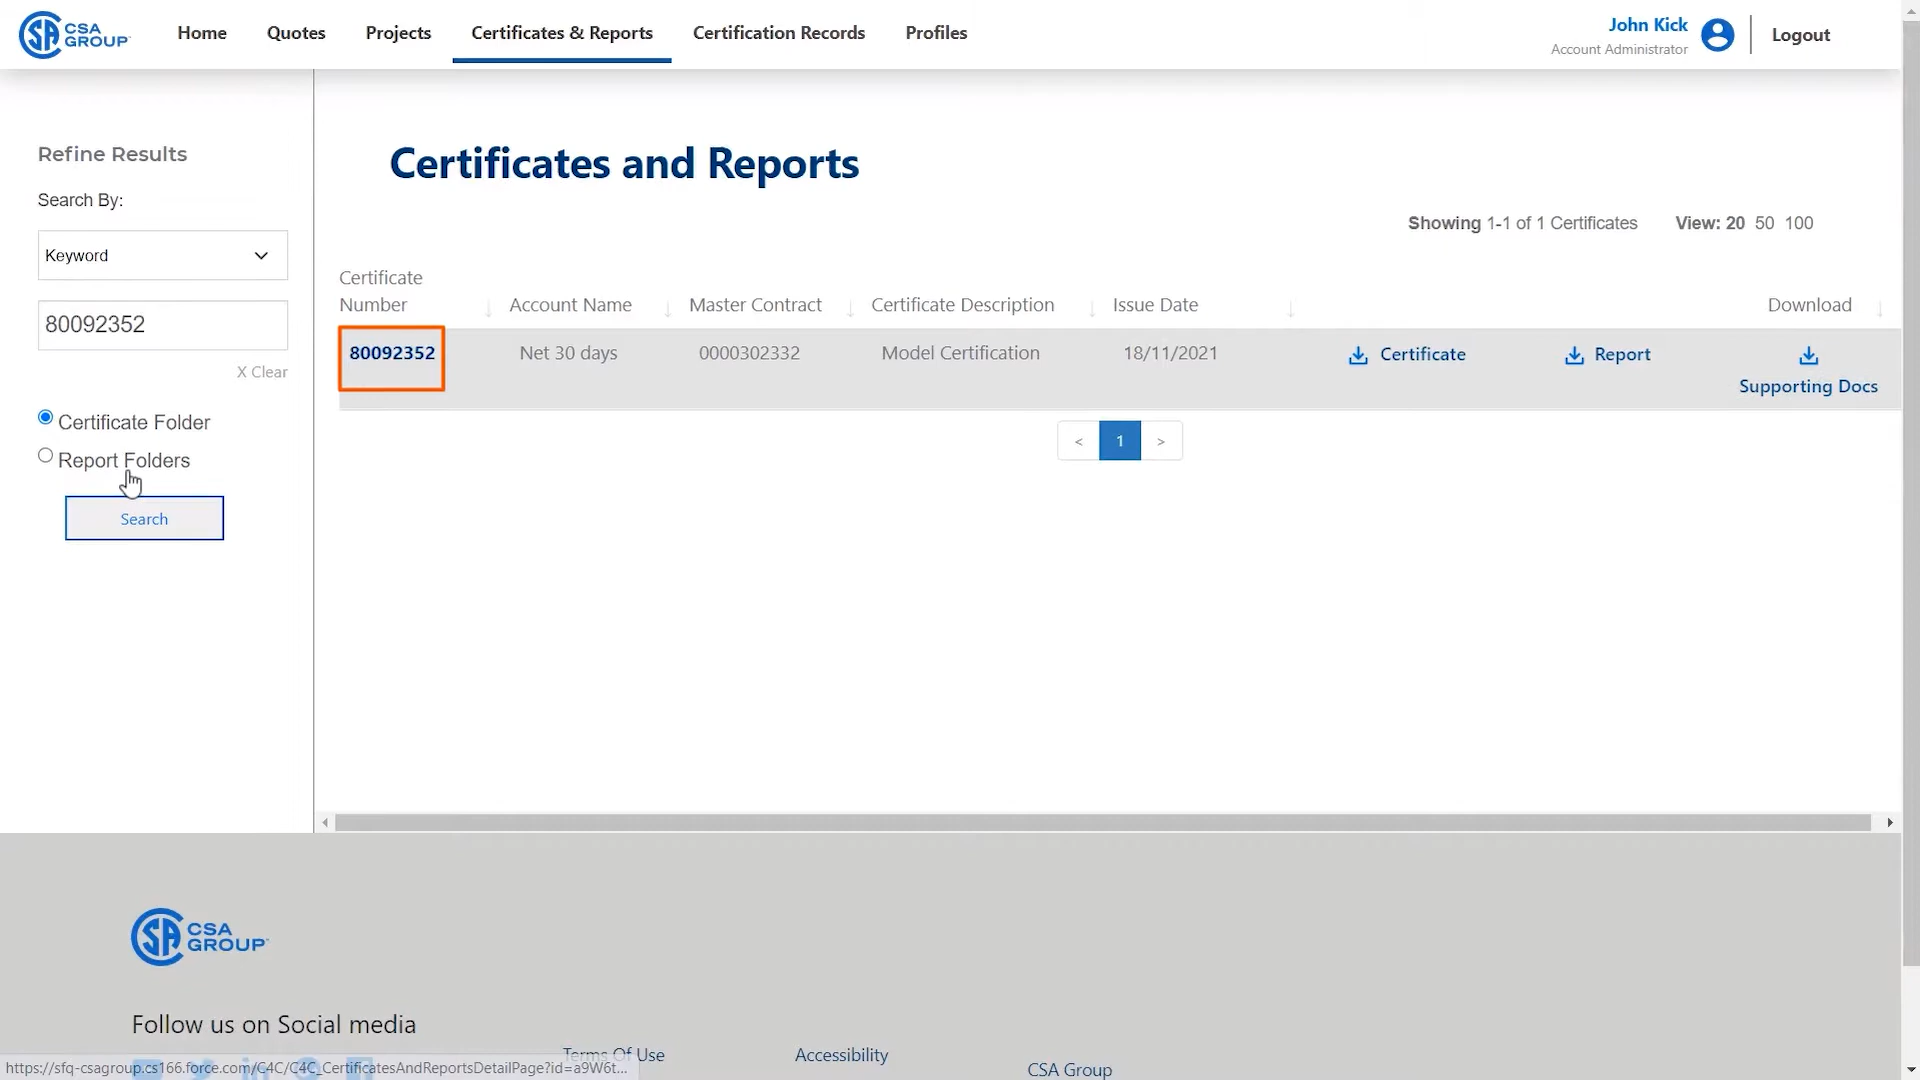 CSA
GROUP
Home Quotes Projects Certificates & Reports Certification Records Profiles
John Kick
Account Administrator
Logout
Refine Results
Search By:
Keyword
80092352
X Clear
Certificate Folder
Report Folders
Search
Certificates and Reports
Showing 1-1 of 1 Certificates View: 20 50 100
Certificate
Number Account Name Master Contract Certificate Description Issue Date Download
80092352 Net 30 days 0000302332 Model Certification 18/11/2021 Certificate Report
Supporting Docs
< 1 >
CSA
GROUP
Follow us on Social media
Terms Of Use Accessibility
CSA Group
https://sfq-csagroup.cs166.force.com/C4C/C4C_CertificatesAndReportsDetailPage?id=a9W6t...